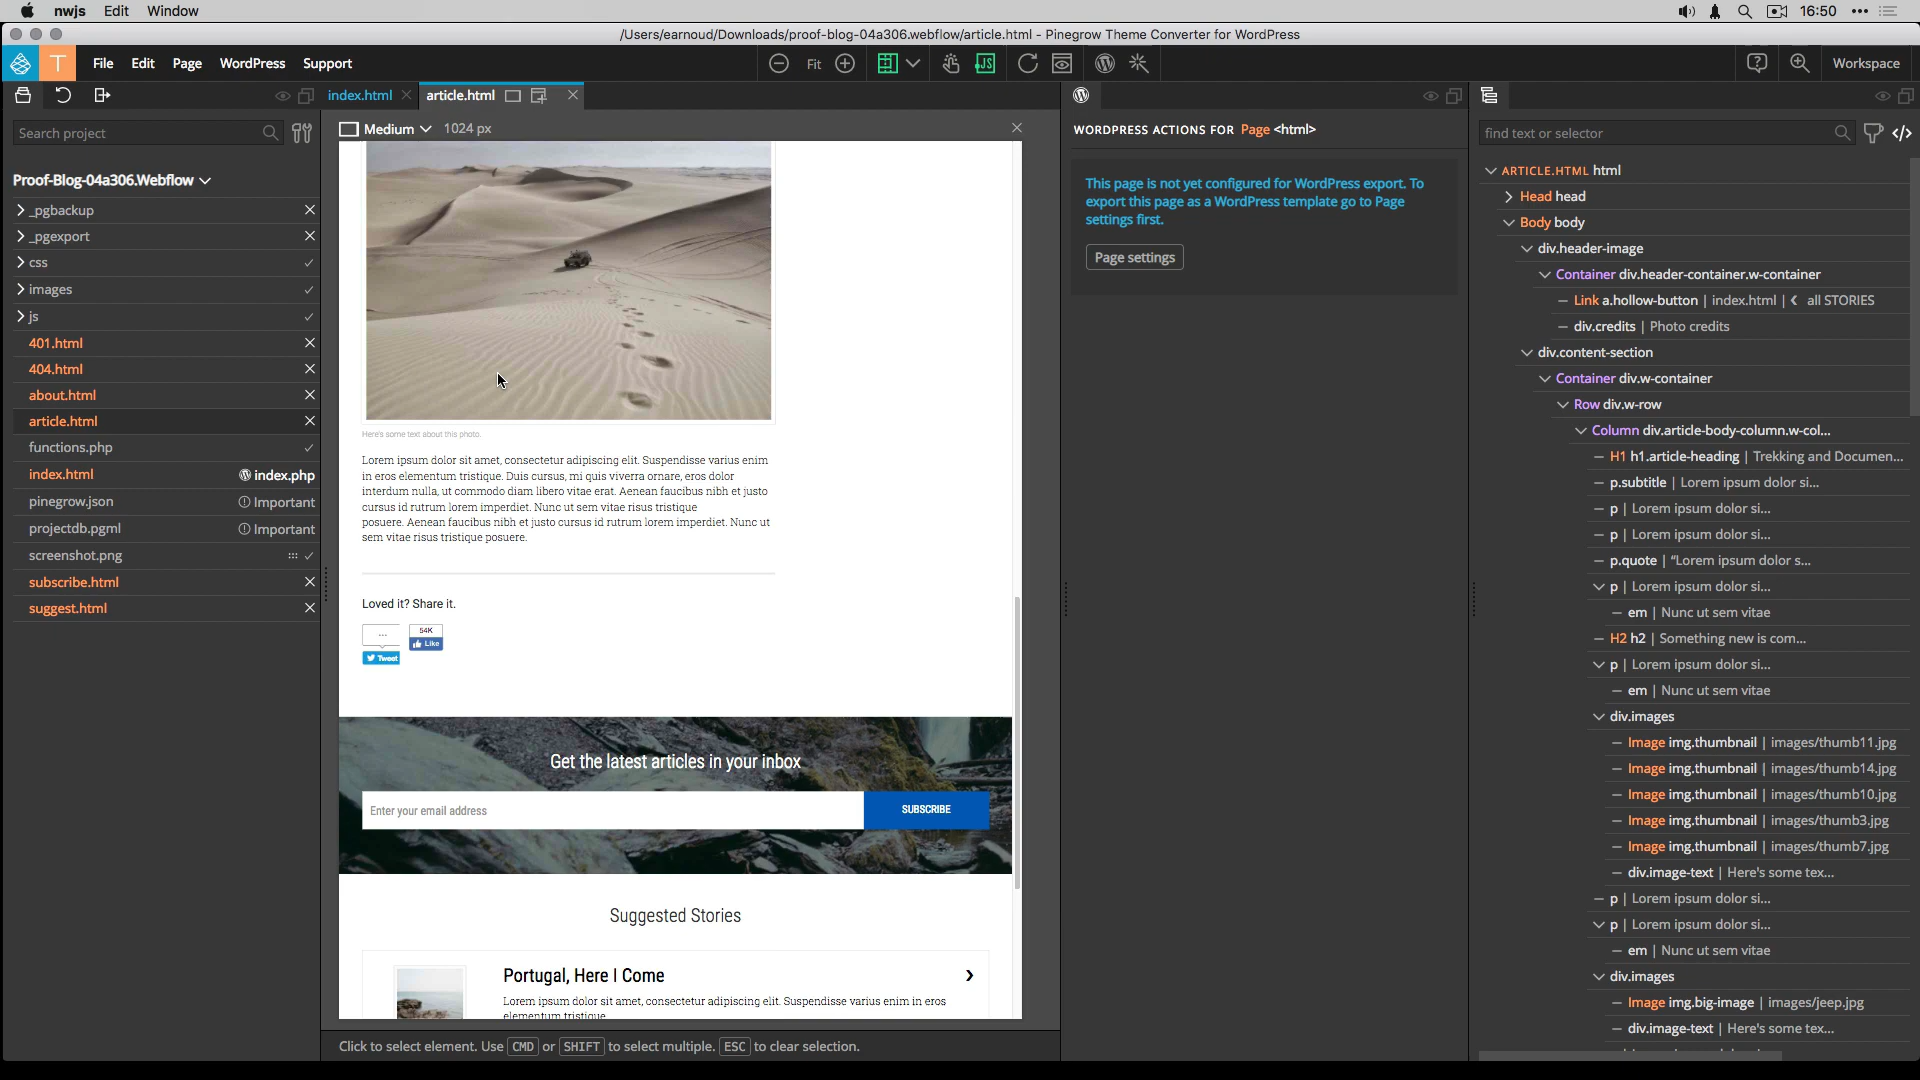 nwjs Edit Window 16:50
/Users/earnoud/Downloads/proof-blog-04a306.webflow/article.html - Pinegrow Theme Converter for WordPress
T File Edit Page WordPress Support Fit JS Workspace
index.html article.html
Search project
Medium 1024 px
WORDPRESS ACTIONS FOR Page <html>
find text or selector
Proof-Blog-04a306.Webflow
_pgbackup
_pgexport
css
images
js
401.html
404.html
about.html
article.html
functions.php
index.html index.php
pinegrow.json Important
projectdb.pgml Important
screenshot.png
subscribe.html
suggest.html
Here's some text about this photo.
Lorem ipsum dolor sit amet, consectetur adipiscing elit. Suspendisse varius enim
in eros elementum tristique. Duis cursus, mi quis viverra ornare, eros dolor
interdum nulla, ut commodo diam libero vitae erat. Aenean faucibus nibh et justo
cursus id rutrum lorem imperdiet. Nunc ut sem vitae risus tristique
posuere. Aenean faucibus nibh et justo cursus id rutrum lorem imperdiet. Nunc ut
sem vitae risus tristique posuere.
Loved it? Share it.
... 54K
Like
Tweet
Get the latest articles in your inbox
Enter your email address SUBSCRIBE
Suggested Stories
Portugal, Here I Come
Lorem ipsum dolor sit amet, consectetur adipiscing elit. Suspendisse varius enim in eros
elementum tristique
Click to select element. Use CMD or SHIFT to select multiple. ESC to clear selection.
This page is not yet configured for WordPress export. To
export this page as a WordPress template go to Page
settings first.
Page settings
ARTICLE.HTML html
Head head
Body body
div.header-image
Container div.header-container.w-container
Link a.hollow-button | index.html | all STORIES
div.credits | Photo credits
div.content-section
Container div.w-container
Row div.w-row
Column div.article-body-column.w-col...
H1 h1.article-heading | Trekking and Documen...
p.subtitle | Lorem ipsum dolor si...
p | Lorem ipsum dolor si...
p | Lorem ipsum dolor si...
p.quote | “Lorem ipsum dolor s...
p | Lorem ipsum dolor si...
em | Nunc ut sem vitae
H2 h2 | Something new is com...
p | Lorem ipsum dolor si...
em | Nunc ut sem vitae
div.images
Image img.thumbnail | images/thumb11.jpg
Image img.thumbnail | images/thumb14.jpg
Image img.thumbnail | images/thumb10.jpg
Image img.thumbnail | images/thumb3.jpg
Image img.thumbnail | images/thumb7.jpg
div.image-text | Here's some tex...
p | Lorem ipsum dolor si...
p | Lorem ipsum dolor si...
em | Nunc ut sem vitae
div.images
Image img.big-image | images/jeep.jpg
div.image-text | Here's some tex...